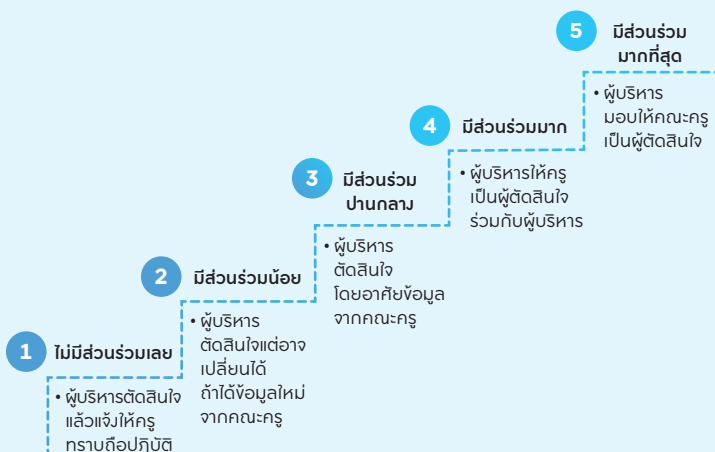 1
ไม่มีส่วนร่วมเลย
• ผู้บริหารตัดสินใจ
แล้วแจ้งให้ครู
ทราบถือปฏิบัติ
2
มีส่วนร่วมน้อย
• ผู้บริหาร
ตัดสินใจแต่อาจ
เปลี่ยนได้
ถ้าได้ข้อมูลใหม่
จากคณะครู
3
มีส่วนร่วม
ปานกลาง
• ผู้บริหาร
ตัดสินใจ
โดยอาศัยข้อมูล
จากคณะครู
4
มีส่วนร่วมมาก
• ผู้บริหารให้ครู
เป็นผู้ตัดสินใจ
ร่วมกับผู้บริหาร
5
มีส่วนร่วม
มากที่สุด
• ผู้บริหาร
มอบให้คณะครู
เป็นผู้ตัดสินใจ